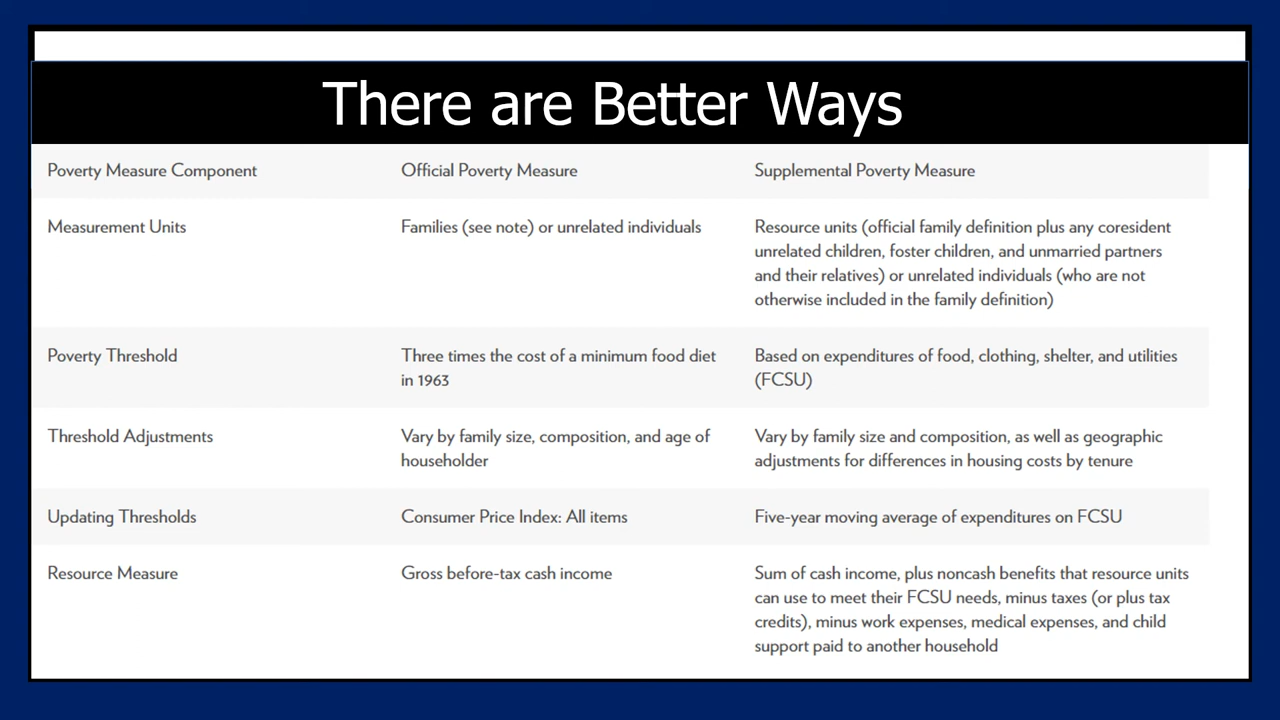 There are Better Ways
Poverty Measure Component
Official Poverty Measure
Supplemental Poverty Measure
Measurement Units
Families (see note) or unrelated individuals
Resource units (official family definition plus any coresident
unrelated children, foster children, and unmarried partners
and their relatives) or unrelated individuals (who are not
otherwise included in the family definition)
Poverty Threshold
Three times the cost of a minimum food diet
in 1963
Based on expenditures of food, clothing, shelter, and utilities
(FCSU)
Threshold Adjustments
Vary by family size, composition, and age of
householder
Vary by family size and composition, as well as geographic
adjustments for differences in housing costs by tenure
Updating Thresholds
Consumer Price Index: All items
Five-year moving average of expenditures on FCSU
Resource Measure
Gross before-tax cash income
Sum of cash income, plus noncash benefits that resource units
can use to meet their FCSU needs, minus taxes (or plus tax
credits), minus work expenses, medical expenses, and child
support paid to another household